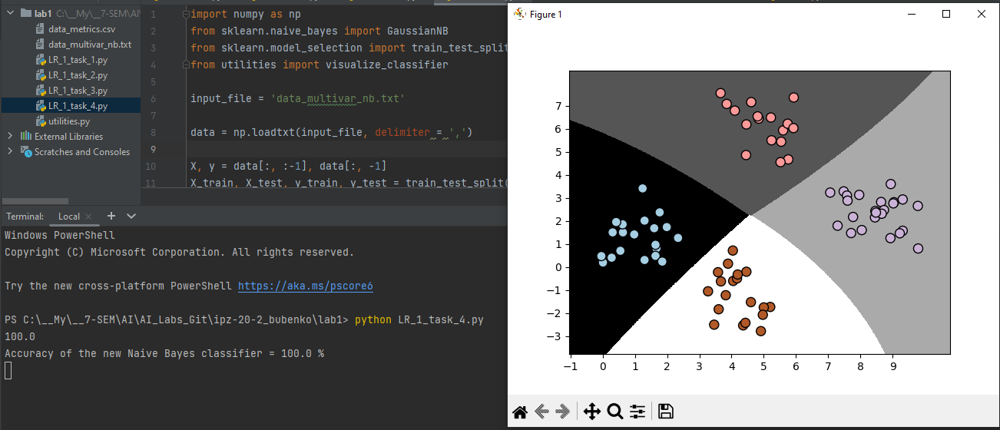 lab1 C:\__My\__7-SEM\AI\
data_metrics.csv
data_multivar_nb.txt
LR_1_task_1.py
LR_1_task_2.py
LR_1_task_3.py
LR_1_task_4.py
utilities.py
External Libraries
Scratches and Consoles
1 import numpy as np
2 from sklearn.naive_bayes import GaussianNB
3 from sklearn.model_selection import train_test_split
4 from utilities import visualize_classifier
5
6 input_file = 'data_multivar_nb.txt'
7
8 data = np.loadtxt(input_file, delimiter = ',')
9
10 X, y = data[:, :-1], data[:, -1]
11 X_train, X_test, y_train, y_test = train_test_split(
Terminal: Local
Windows PowerShell
Copyright (C) Microsoft Corporation. All rights reserved.
Try the new cross-platform PowerShell https://aka.ms/pscore6
PS C:\__My\__7-SEM\AI\AI_Labs_Git\ipz-20-2_bubenko\lab1> python LR_1_task_4.py
100.0
Accuracy of the new Naive Bayes classifier = 100.0 %
Figure 1
7
6
5
4
3
2
1
0
−1
−2
−3
−1 0 1 2 3 4 5 6 7 8 9